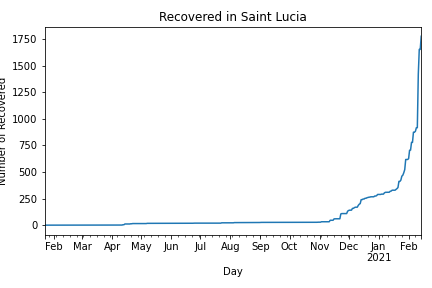 Recovered in Saint Lucia
Number of Recovered
1750
1500
1250
1000
750
500
250
0
Feb Mar Apr May Jun Jul Aug Sep Oct Nov Dec Jan Feb
2021
Day